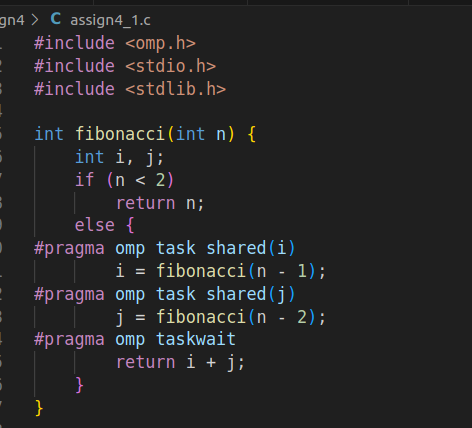 gn4 > C assign4_1.c
#include <omp.h>
#include <stdio.h>
#include <stdlib.h>
int fibonacci(int n) {
int i, j;
if (n < 2)
return n;
else {
#pragma omp task shared(i)
i = fibonacci(n - 1);
#pragma omp task shared(j)
j = fibonacci(n - 2);
#pragma omp taskwait
return i + j;
}
}